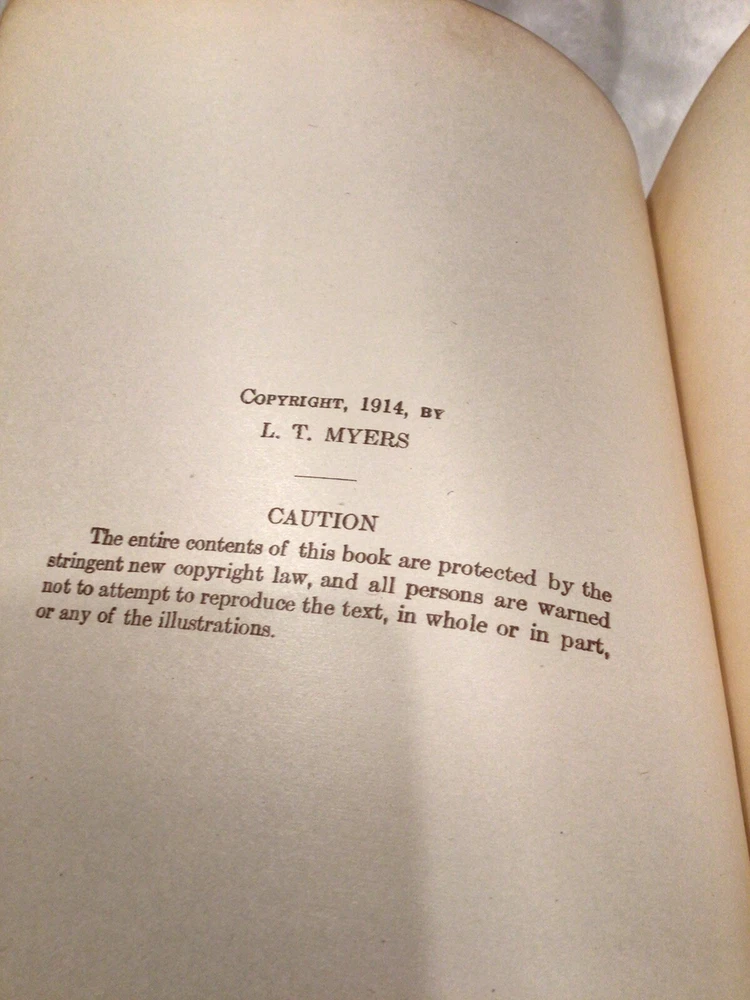 COPYRIGHT, 1914, BY
L. T. MYERS
CAUTION
The entire contents of this book are protected by the
stringent new copyright law, and all persons are warned
not to attempt to reproduce the text, in whole or in part,
or any of the illustrations.